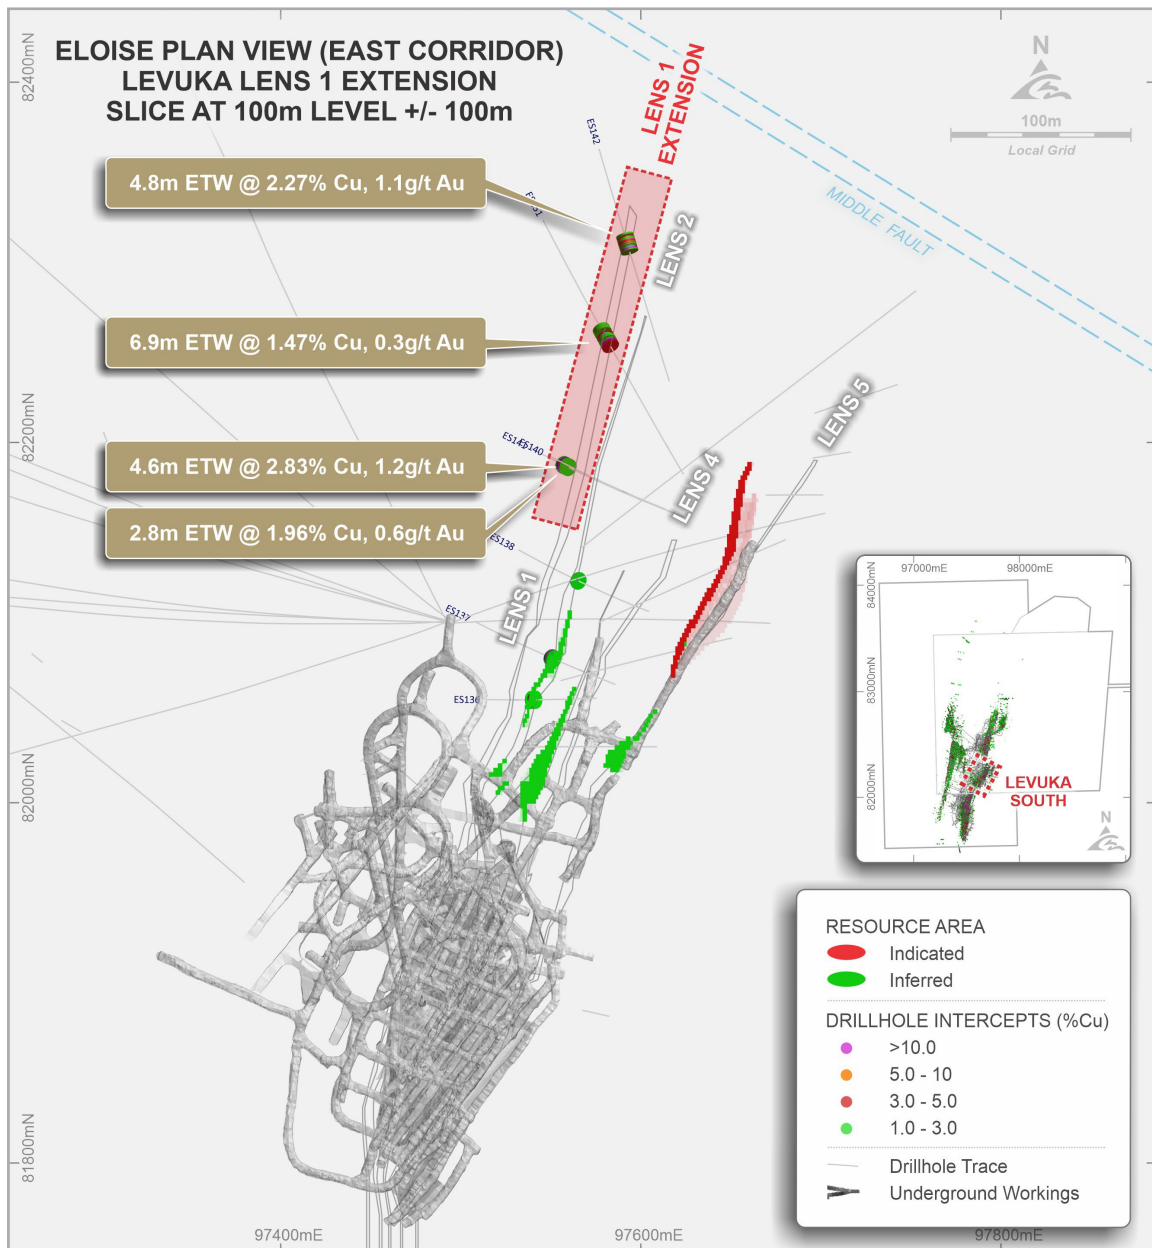 ELOISE PLAN VIEW (EAST CORRIDOR)
LEVUKA LENS 1 EXTENSION
SLICE AT 100m LEVEL +/- 100m
82400mN
82200mN
82000mN
81800mN
97400mE
97600mE
97800mE
N
100m
Local Grid
LENS 1
EXTENSION
MIDDLE FAULT
ES142
4.8m ETW @ 2.27% Cu, 1.1g/t Au
6.9m ETW @ 1.47% Cu, 0.3g/t Au
4.6m ETW @ 2.83% Cu, 1.2g/t Au
2.8m ETW @ 1.96% Cu, 0.6g/t Au
LENS 2
LENS 5
LENS 4
LENS 1
ES140
ES138
ES137
ES136
97000mE
98000mE
84000mN
83000mN
82000mN
LEVUKA
SOUTH
N
RESOURCE AREA
Indicated
Inferred
DRILLHOLE INTERCEPTS (%Cu)
>10.0
5.0 - 10
3.0 - 5.0
1.0 - 3.0
Drillhole Trace
Underground Workings